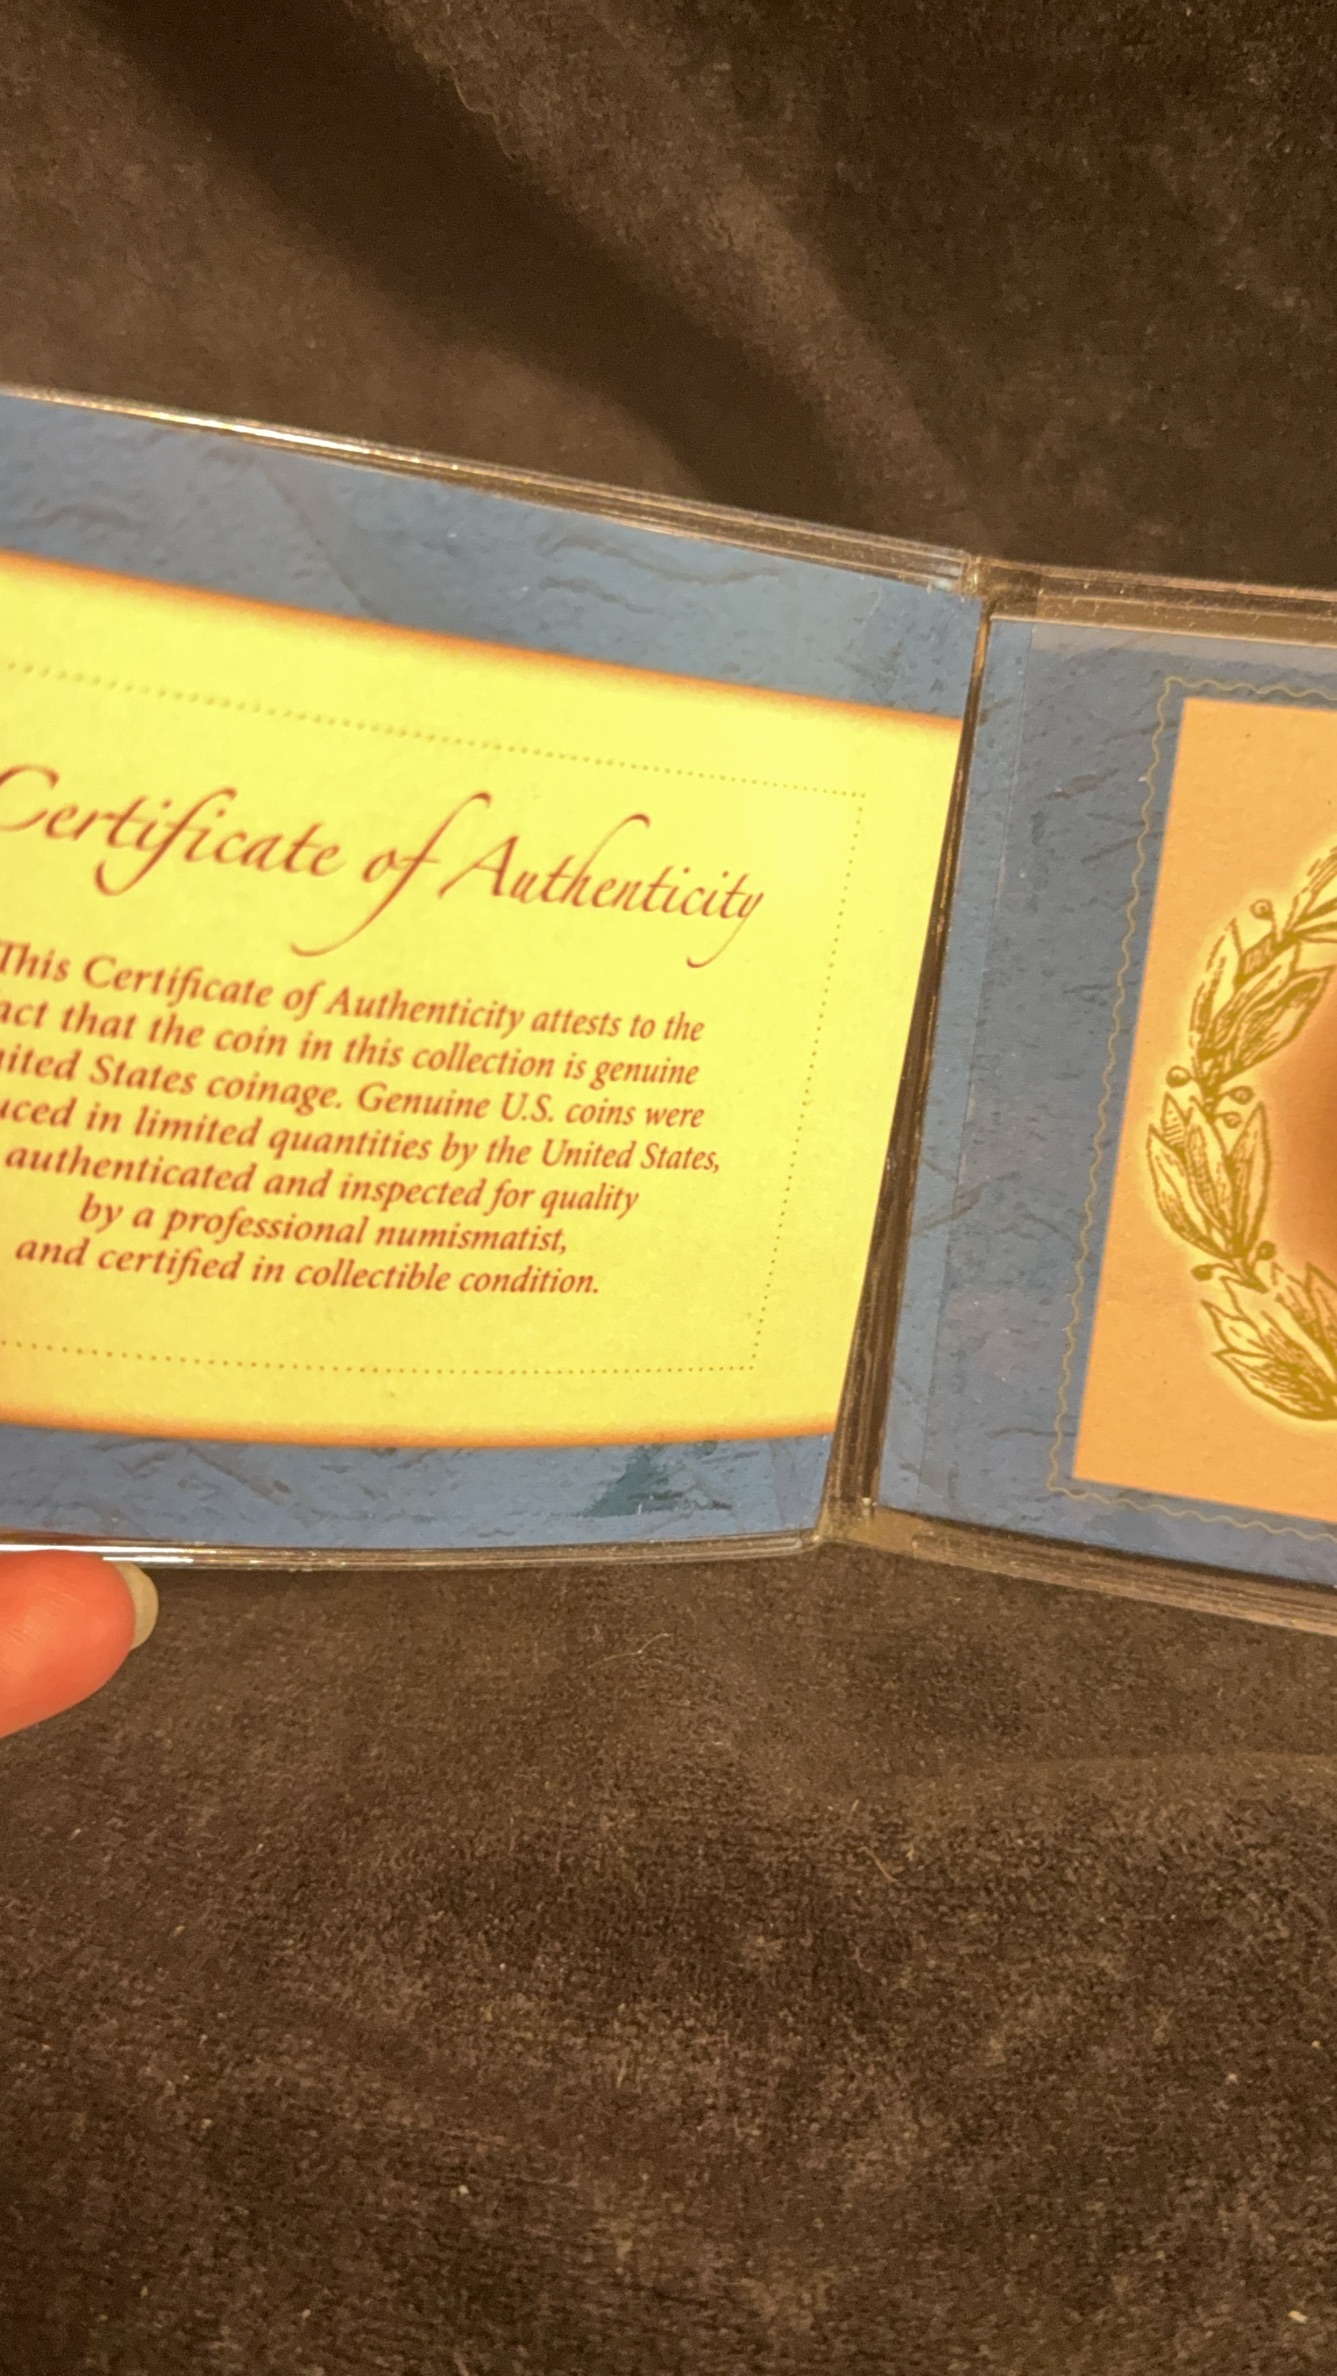 Certificate of Authenticity
This Certificate of Authenticity attests to the
act that the coin in this collection is genuine
nited States coinage. Genuine U.S. coins were
uced in limited quantities by the United States,
authenticated and inspected for quality
by a professional numismatist,
and certified in collectible condition.